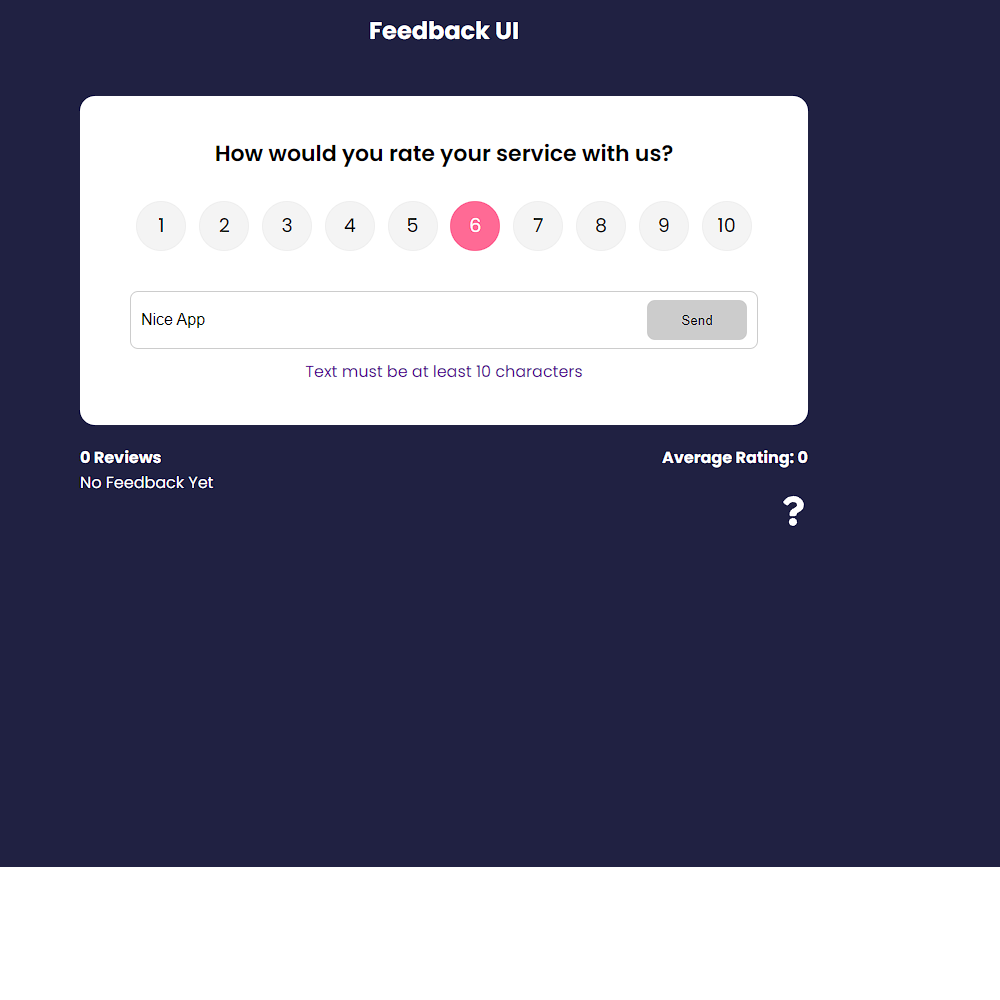 Feedback UI
How would you rate your service with us?
1 2 3 4 5 6 7 8 9 10
Nice App Send
Text must be at least 10 characters
0 Reviews Average Rating: 0
No Feedback Yet
?